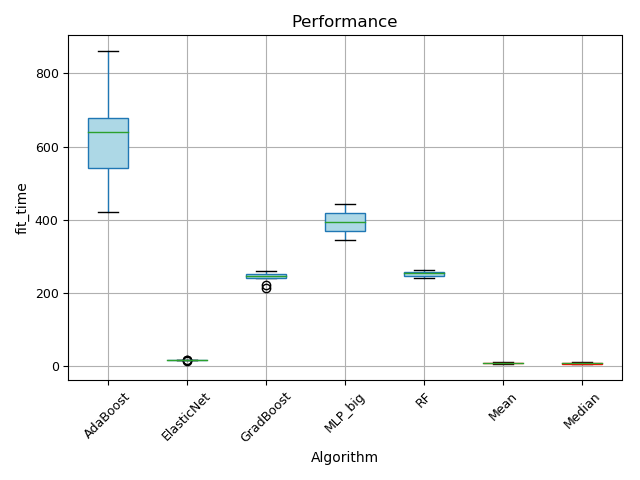 Performance
fit_time
800
600
400
200
0
AdaBoost
ElasticNet
GradBoost
MLP_big
RF
Mean
Median
Algorithm